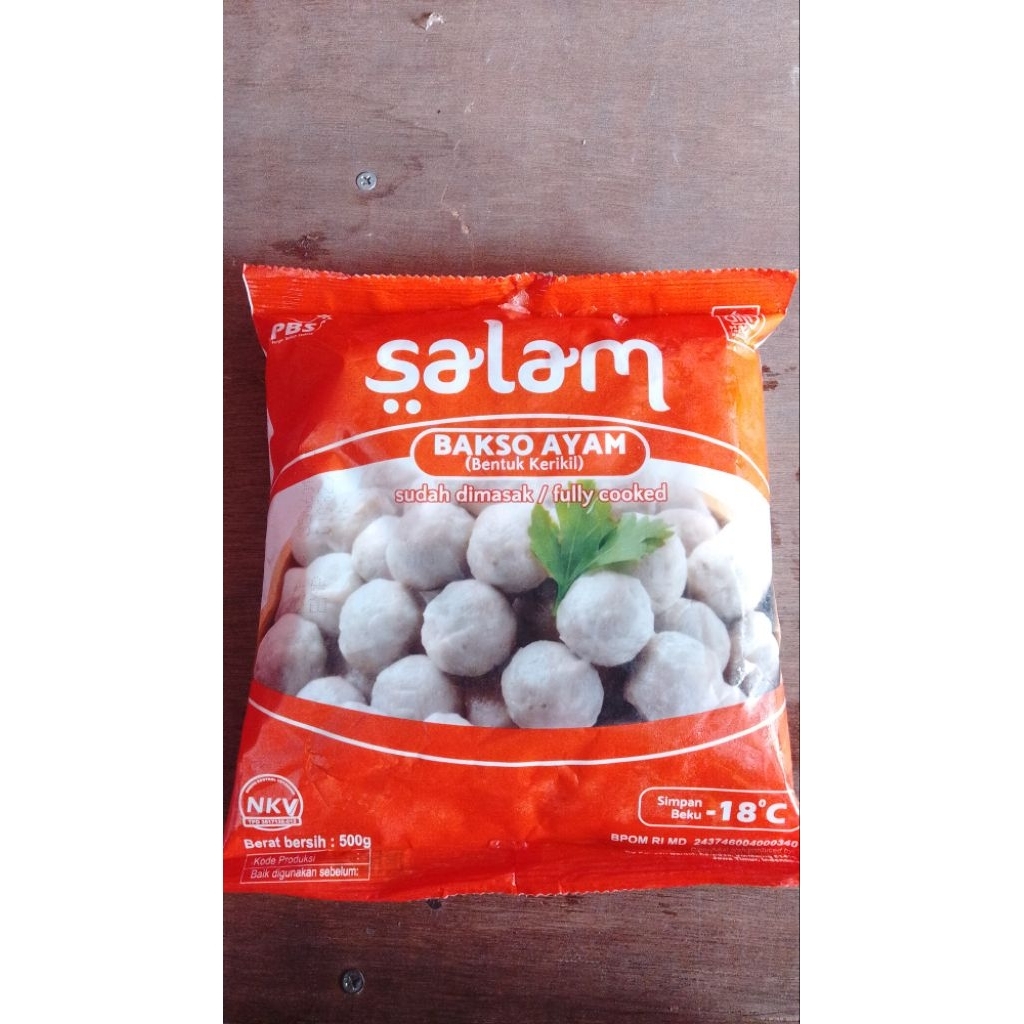 PBS
salam
BAKSO AYAM
(Bentuk Kerikil)
sudah dimasak / fully cooked
NKV
Simpan Beku -18°C
Berat bersih : 500g
BPOM RI MD 243746004000340
Kode Produksi
Baik digunakan sebelum: